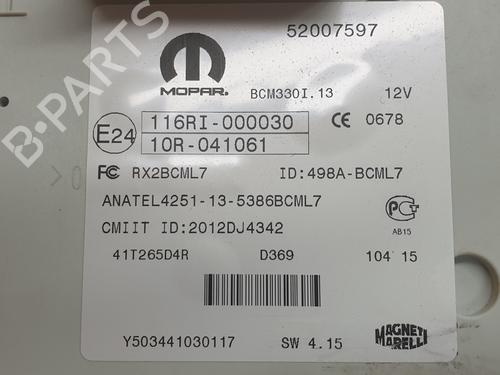 52007597
MOPAR.
BCM330I.13
12V
E24
116RI-000030
10R-041061
CE 0678
FC RX2BCML7
ID:498A-BCML7
ANATEL4251-13-5386BCML7
CMIIT ID:2012DJ4342
AB15
41T265D4R
D369
104 15
Y503441030117
SW 4.15
MAGNETI
MARELLI
B-PARTS